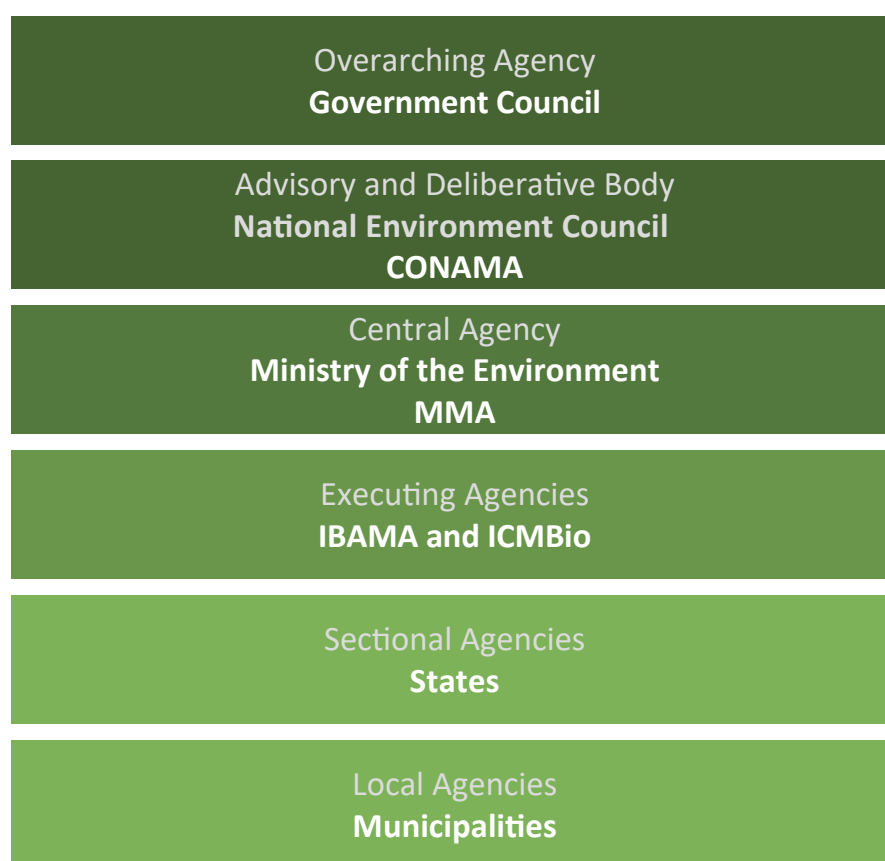 Overarching Agency
Government Council
Advisory and Deliberative Body
National Environment Council
CONAMA
Central Agency
Ministry of the Environment
MMA
Executing Agencies
IBAMA and ICMBio
Sectional Agencies
States
Local Agencies
Municipalities